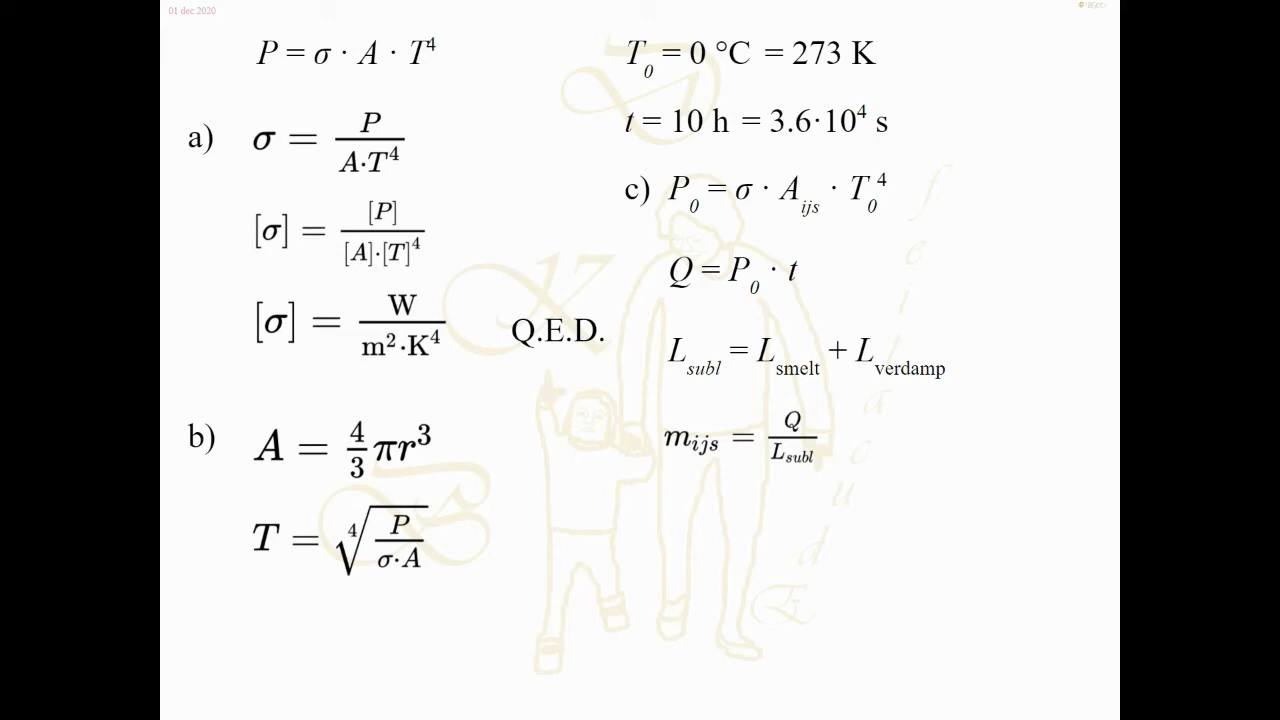 01 dec 2020
P = σ · A · T⁴
a) σ = P / (A·T⁴)
[σ] = [P] / ([A]·[T]⁴)
[σ] = W / (m²·K⁴) Q.E.D.
b) A = 4/3 πr³
T = ⁴√(P / (σ·A))
T₀ = 0 °C = 273 K
t = 10 h = 3.6·10⁴ s
c) P₀ = σ · A_ijs · T₀⁴
Q = P₀ · t
L_subl = L_smelt + L_verdamp
m_ijs = Q / L_subl